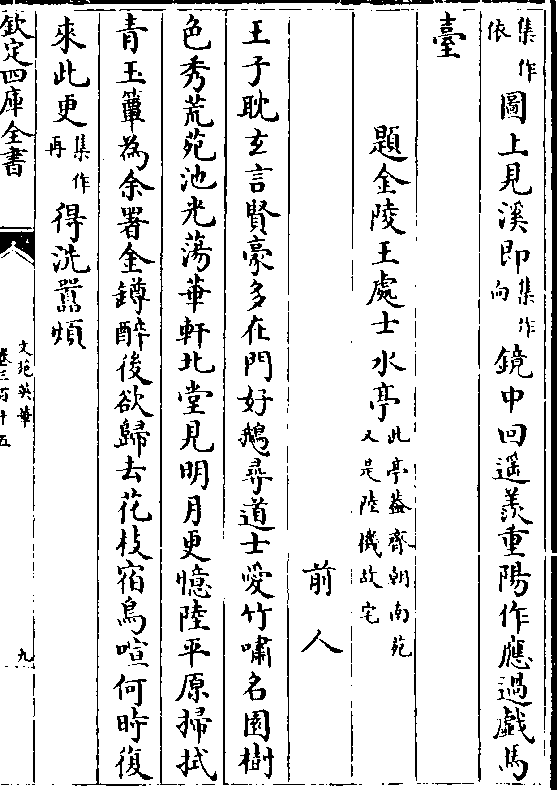 集作依圖上見溪即集作向鏡中回遥羨重陽作應過戲馬
臺
題金陵王處士水亭此亭葢齊朝南苑又是陸機故宅
前人
王子耽玄言賢豪多在門好鵝尋道士愛竹嘯名園樹
色秀荒苑池光蕩華軒北堂見明月更憶陸平原掃拭
青玉簟為余署金鐏醉後欲歸去花枝宿鳥喧何時復
來此更集作再得洗囂煩
欽定四庫全書
文苑英華
卷三百十五
九